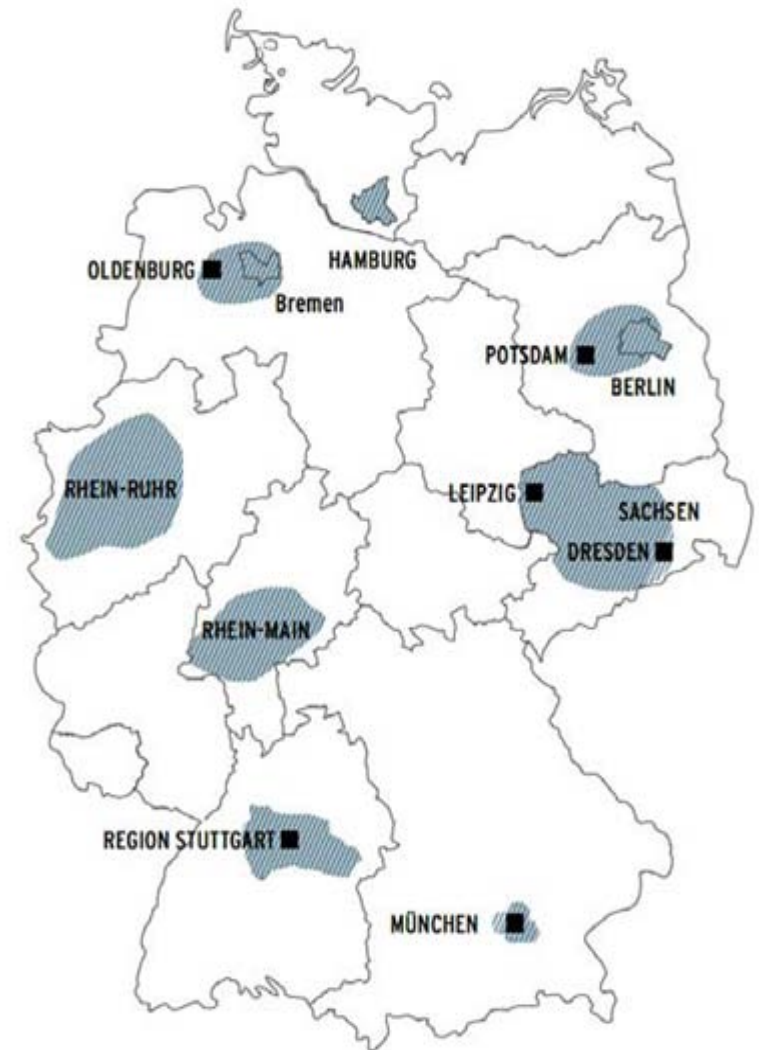 HAMBURG
OLDENBURG
Bremen
POTSDAM
BERLIN
RHEIN-RUHR
LEIPZIG
SACHSEN
DRESDEN
RHEIN-MAIN
REGION STUTTGART
MÜNCHEN